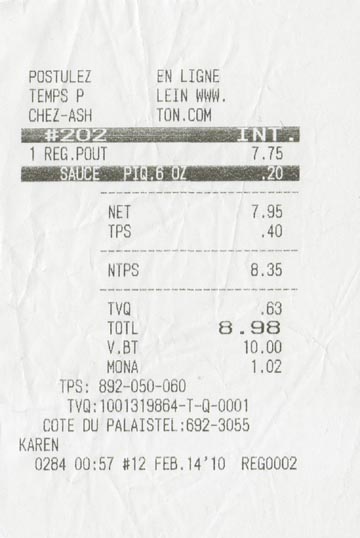 POSTULEZ EN LIGNE
TEMPS P LEIN WWW.
CHEZ-ASH TON.COM
#202 INT.
1 REG.POUT 7.75
SAUCE PIQ.6 OZ .20
NET 7.95
TPS .40
NTPS 8.35
TVQ .63
TOTL 8.98
V.BT 10.00
MONA 1.02
TPS: 892-050-060
TVQ:1001319864-T-Q-0001
COTE DU PALAISTEL:692-3055
KAREN
0284 00:57 #12 FEB.14'10 REG0002